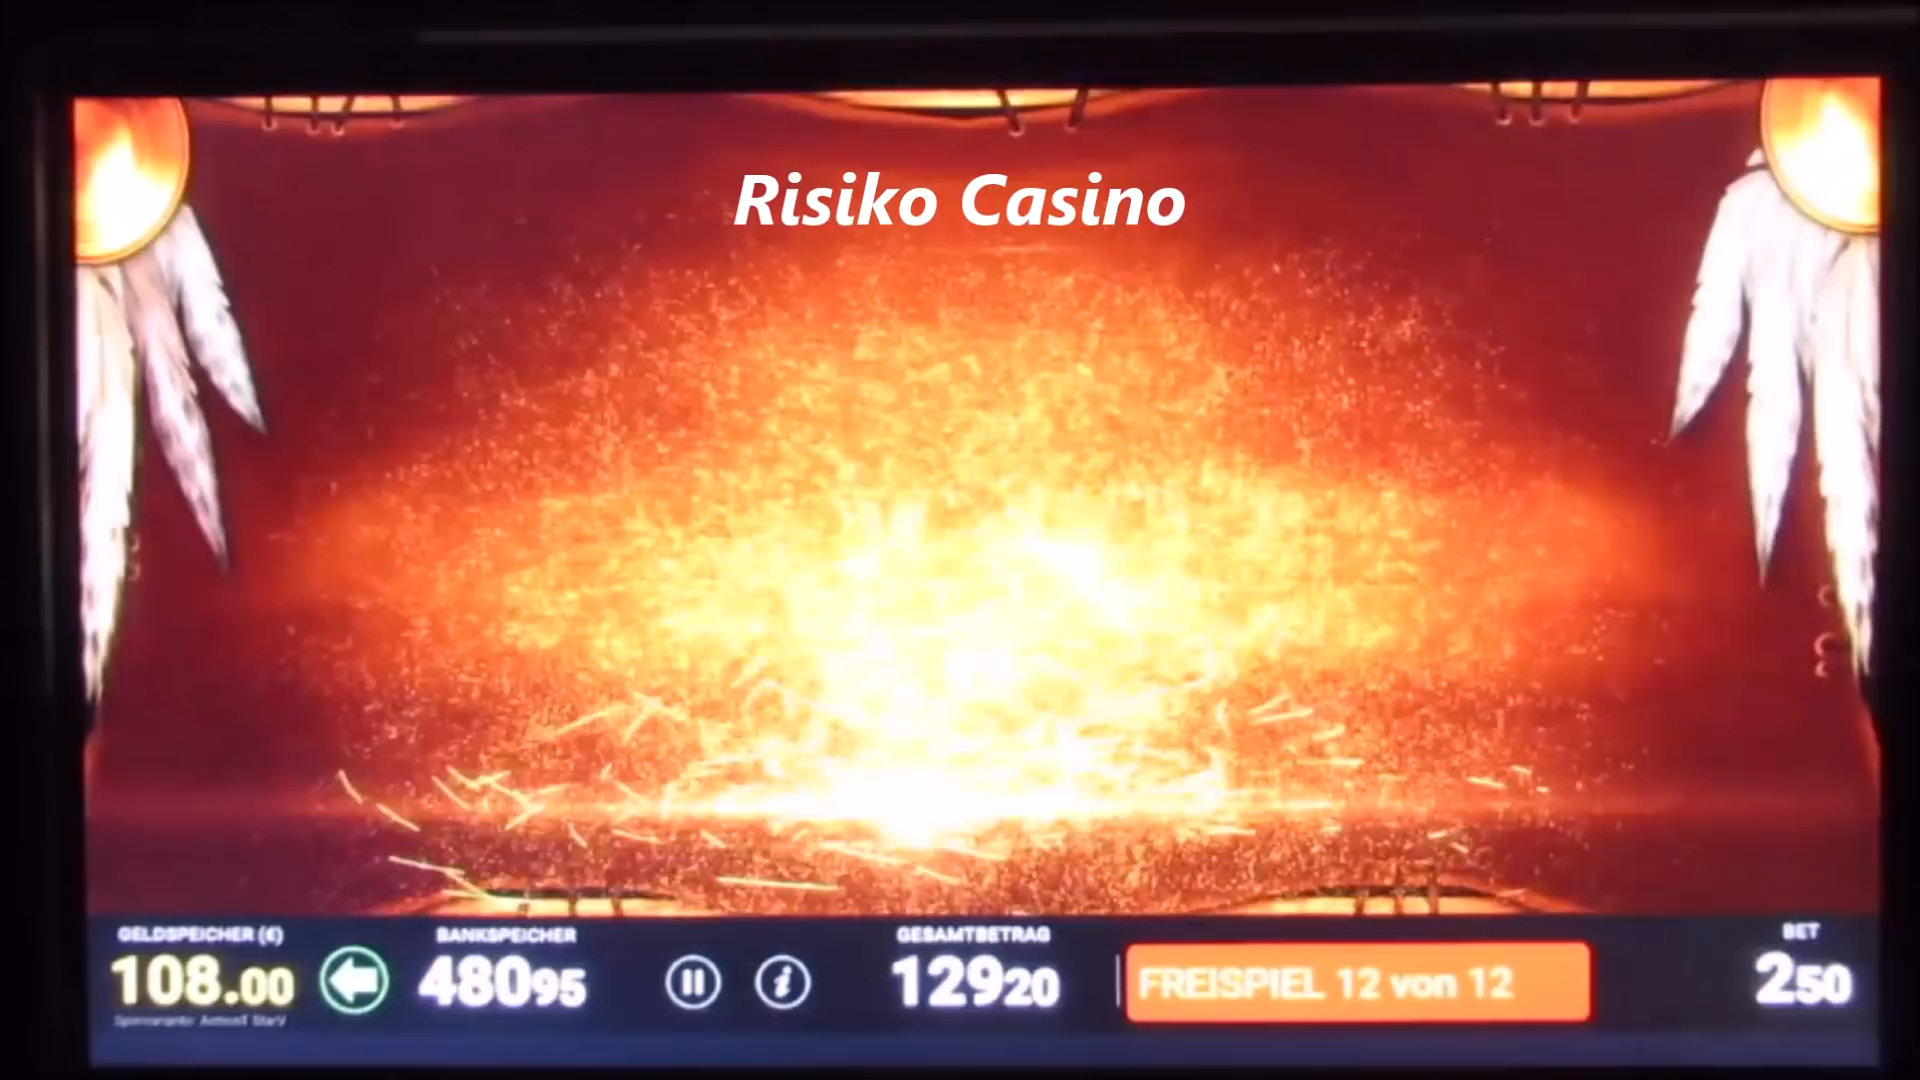 Risiko Casino
GELDSPEICHER (€)
108.00
BANKSPEICHER
48095
GESAMTBETRAG
12920
FREISPIEL 12 von 12
BET
250